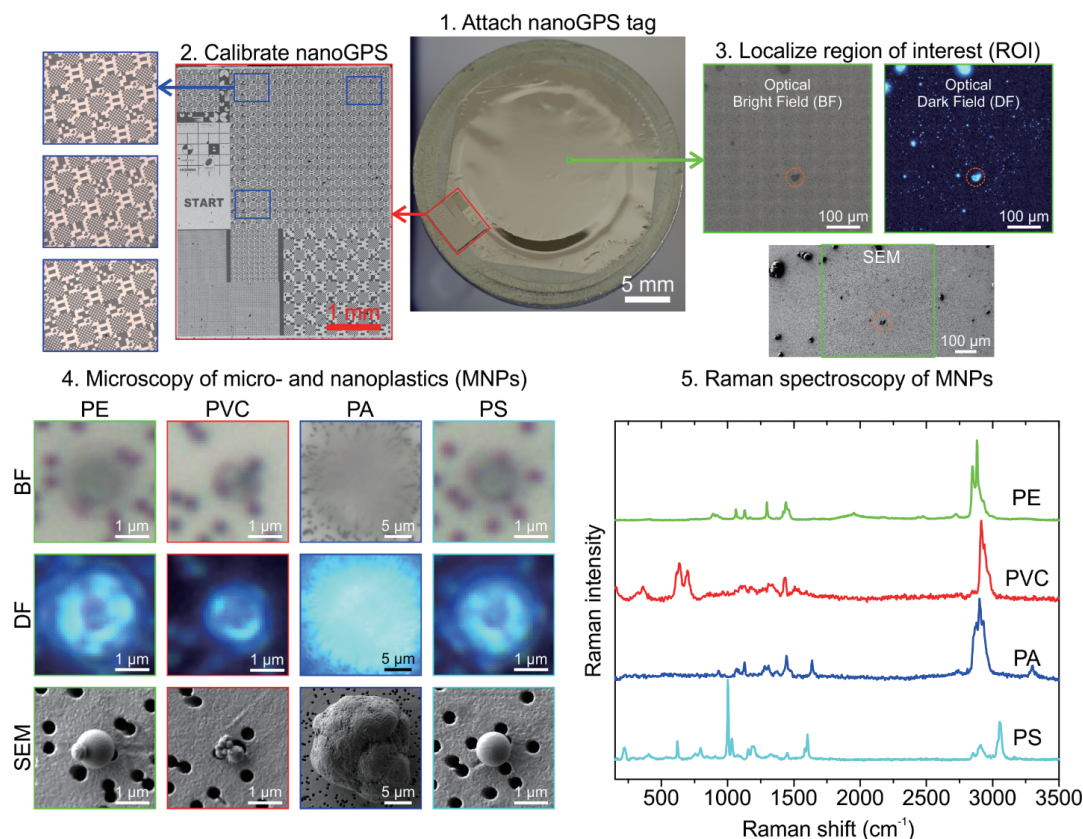 1. Attach nanoGPS tag
2. Calibrate nanoGPS
3. Localize region of interest (ROI)
START
1 mm
5 mm
Optical
Bright Field (BF)
100 µm
Optical
Dark Field (DF)
100 µm
SEM
100 µm
4. Microscopy of micro- and nanoplastics (MNPs)
PE PVC PA PS
BF
1 µm 1 µm 5 µm 1 µm
DF
1 µm 1 µm 5 µm 1 µm
SEM
1 µm 1 µm 5 µm 1 µm
5. Raman spectroscopy of MNPs
Raman intensity
PE
PVC
PA
PS
500 1000 1500 2000 2500 3000 3500
Raman shift (cm⁻¹)